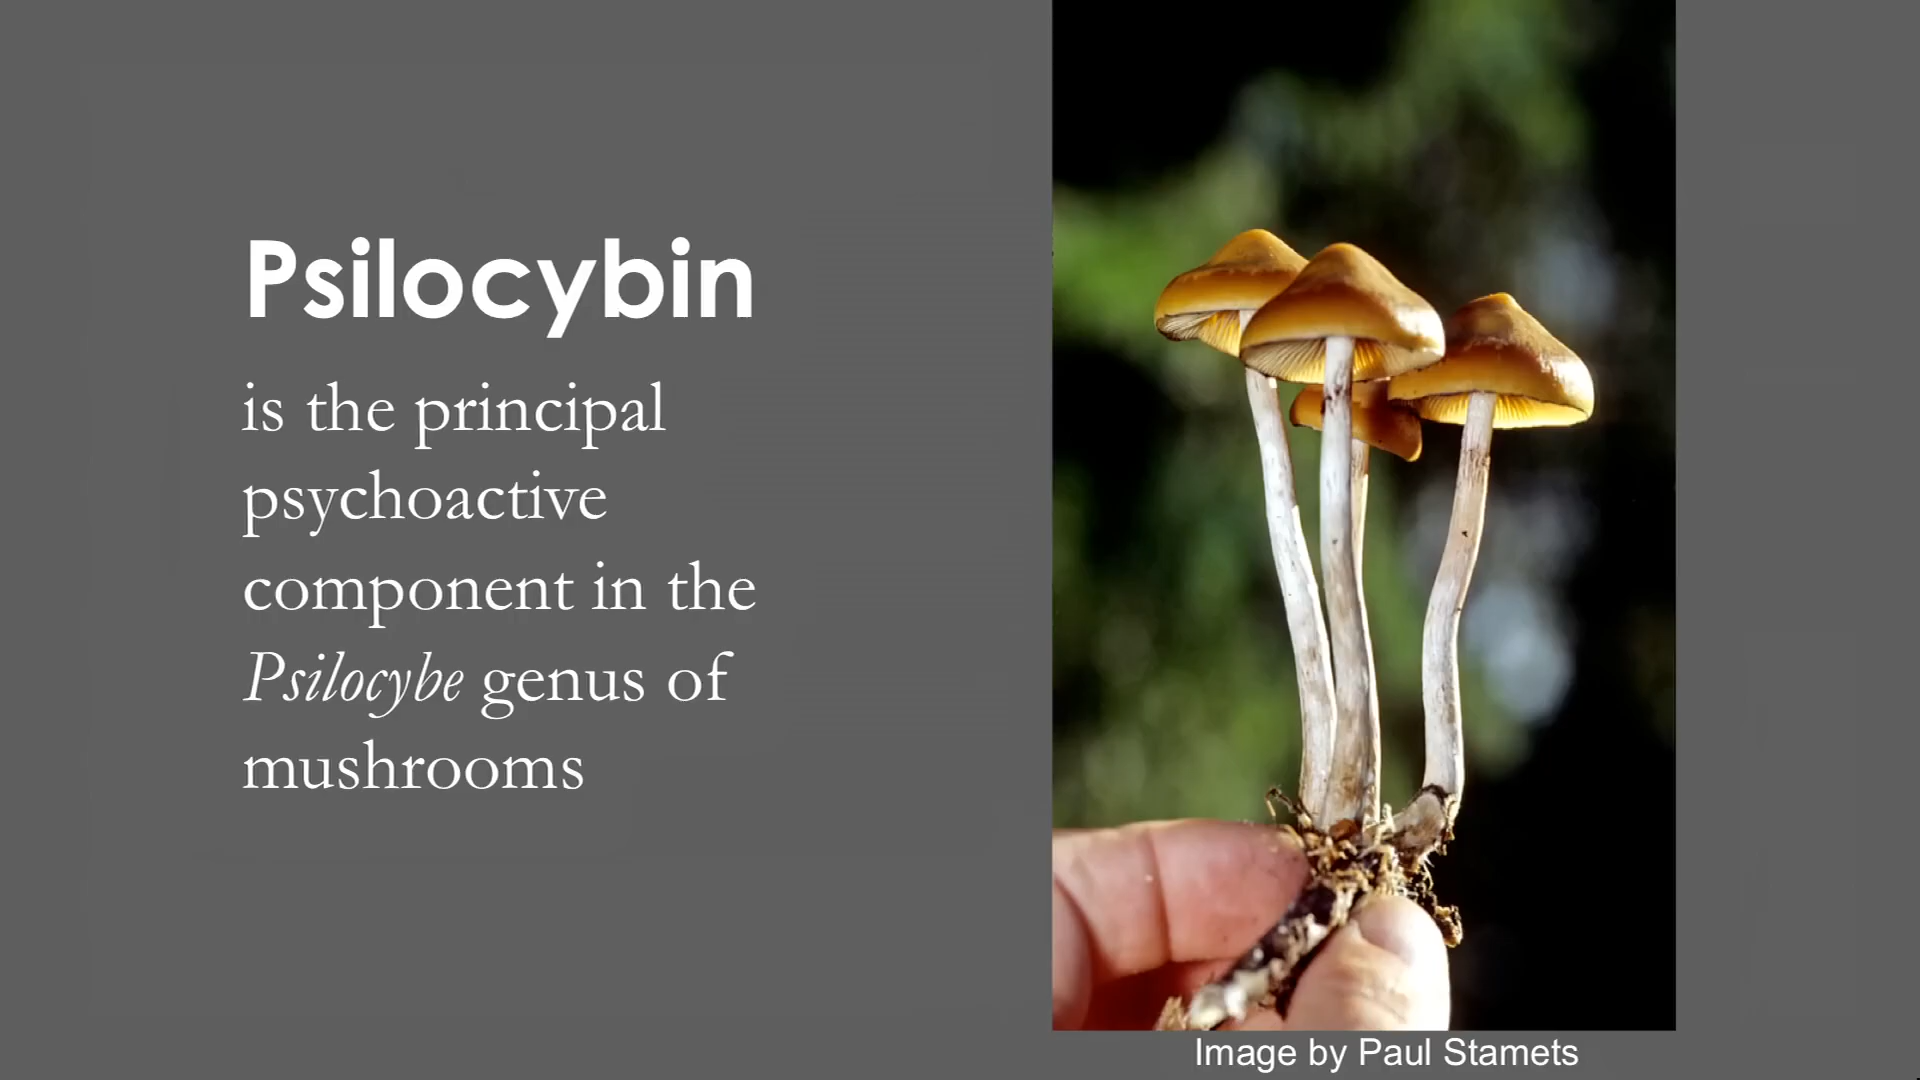 Psilocybin
is the principal
psychoactive
component in the
Psilocybe genus of
mushrooms
Image by Paul Stamets